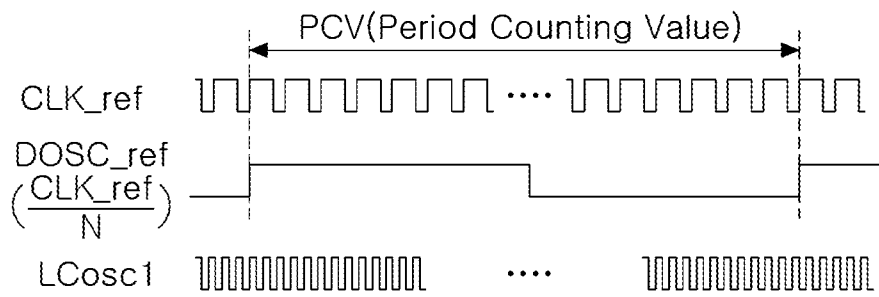 PCV(Period Counting Value)
CLK_ref
DOSC_ref
(CLK_ref
N)
LCosc1